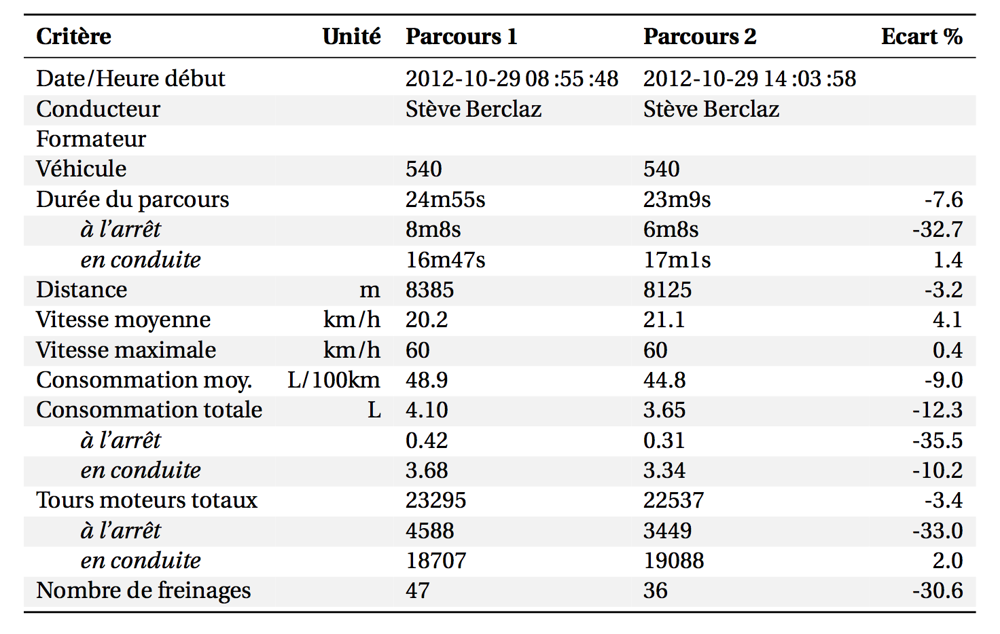 Critère Unité Parcours 1 Parcours 2 Ecart %
Date/Heure début 2012-10-29 08 :55 :48 2012-10-29 14 :03 :58
Conducteur Stève Berclaz Stève Berclaz
Formateur
Véhicule 540 540
Durée du parcours 24m55s 23m9s -7.6
à l'arrêt 8m8s 6m8s -32.7
en conduite 16m47s 17m1s 1.4
Distance m 8385 8125 -3.2
Vitesse moyenne km/h 20.2 21.1 4.1
Vitesse maximale km/h 60 60 0.4
Consommation moy. L/100km 48.9 44.8 -9.0
Consommation totale L 4.10 3.65 -12.3
à l'arrêt 0.42 0.31 -35.5
en conduite 3.68 3.34 -10.2
Tours moteurs totaux 23295 22537 -3.4
à l'arrêt 4588 3449 -33.0
en conduite 18707 19088 2.0
Nombre de freinages 47 36 -30.6